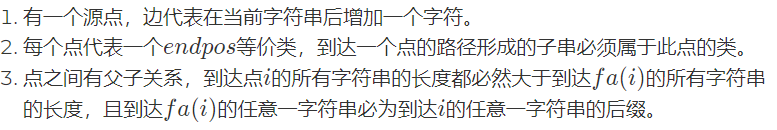 1. 有一个源点，边代表在当前字符串后增加一个字符。
2. 每个点代表一个endpos等价类，到达一个点的路径形成的子串必须属于此点的类。
3. 点之间有父子关系，到达点i的所有字符串的长度都必然大于到达fa(i)的所有字符串
的长度，且到达fa(i)的任意一字符串必为到达i的任意一字符串的后缀。